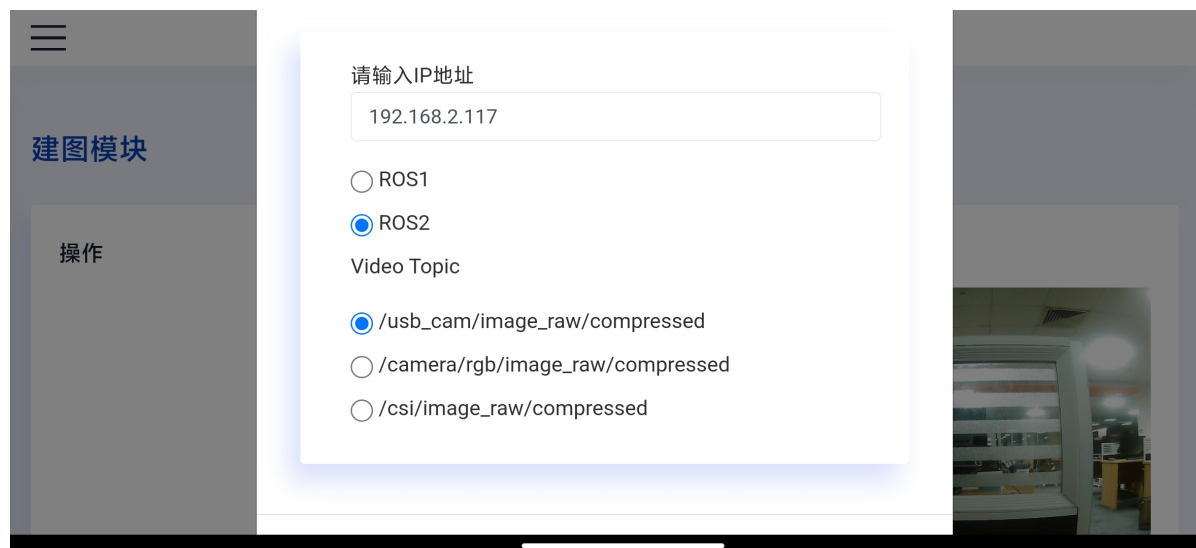 请输入IP地址
192.168.2.117
建图模块
ROS1
ROS2
操作
Video Topic
/usb_cam/image_raw/compressed
/camera/rgb/image_raw/compressed
/csi/image_raw/compressed